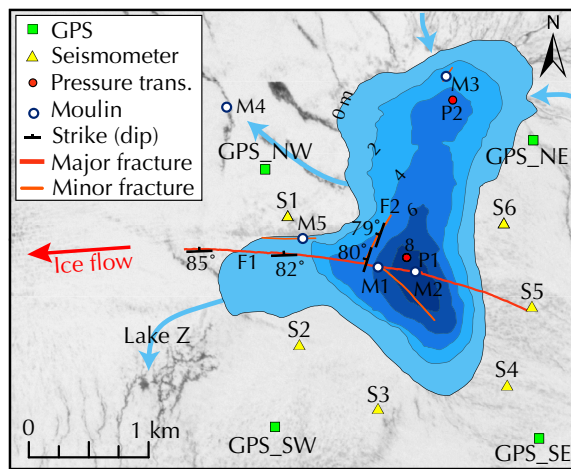 GPS
Seismometer
Pressure trans.
Moulin
Strike (dip)
Major fracture
Minor fracture
N
M3
P2
0 m
M4
2
4
GPS_NW
GPS_NE
S1
F2
6
S6
79°
M5
8
80°
P1
85°
F1
82°
M1
M2
Ice flow
S5
Lake Z
S2
S4
S3
0
1 km
GPS_SW
GPS_SE